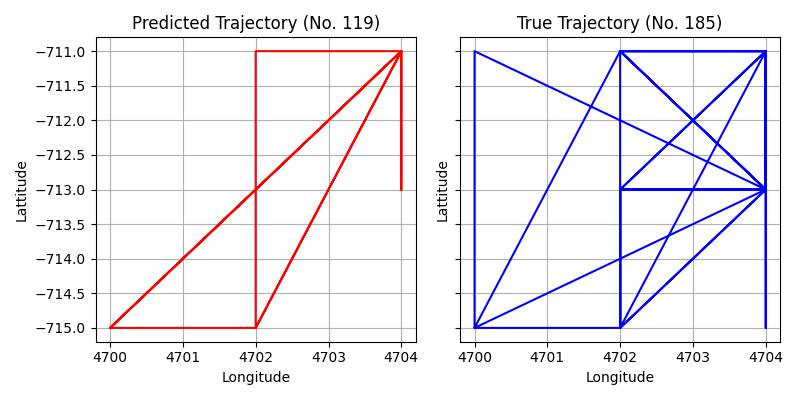 Predicted Trajectory (No. 119)
True Trajectory (No. 185)
−711.0
−711.5
−712.0
−712.5
−713.0
−713.5
−714.0
−714.5
−715.0
Lattitude
Lattitude
4700 4701 4702 4703 4704
4700 4701 4702 4703 4704
Longitude
Longitude